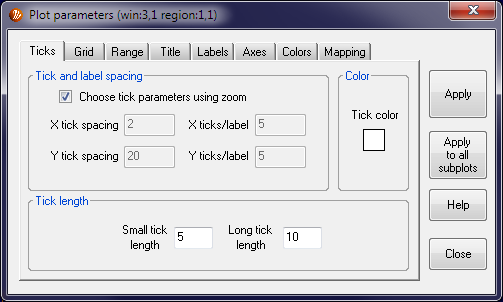 Plot parameters (win:3,1 region:1,1)
Ticks Grid Range Title Labels Axes Colors Mapping
Tick and label spacing
Choose tick parameters using zoom
X tick spacing 2 X ticks/label 5
Y tick spacing 20 Y ticks/label 5
Color
Tick color
Tick length
Small tick
length 5
Long tick
length 10
Apply
Apply
to all
subplots
Help
Close